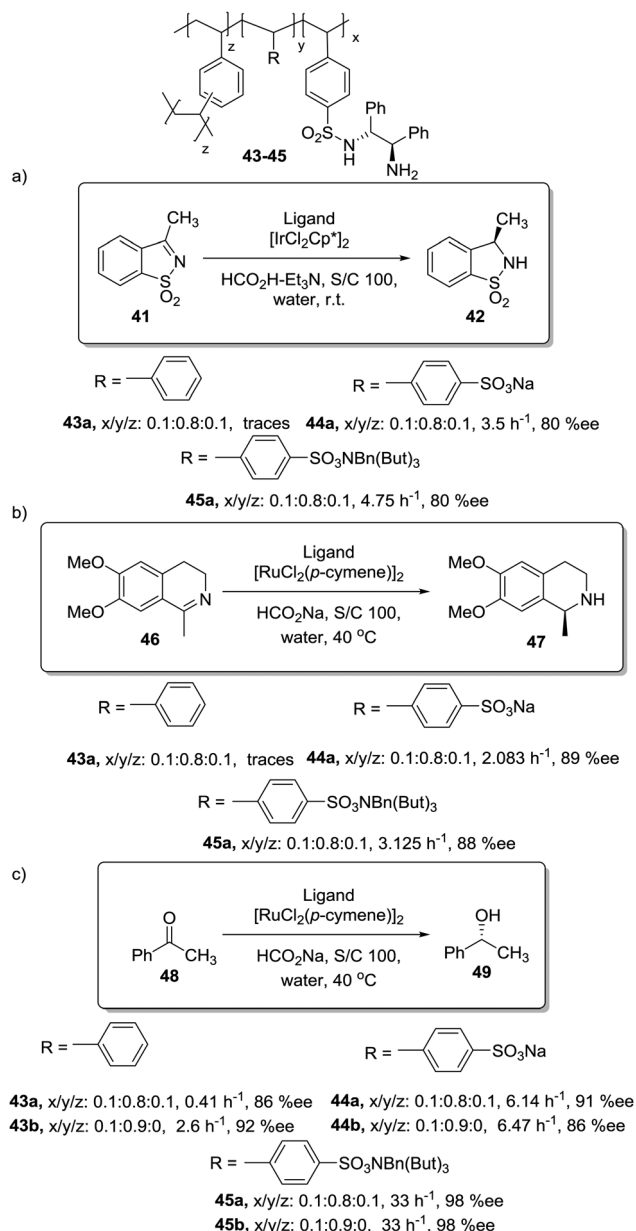 z
R
y
x
z
O2S
N
H
Ph
Ph
NH2
43-45
a)
CH3
N
S
O2
41
Ligand
[IrCl2Cp*]2
HCO2H-Et3N, S/C 100,
water, r.t.
CH3
NH
S
O2
42
R =
R = SO3Na
43a, x/y/z: 0.1:0.8:0.1, traces 44a, x/y/z: 0.1:0.8:0.1, 3.5 h-1, 80 %ee
R = SO3NBn(But)3
45a, x/y/z: 0.1:0.8:0.1, 4.75 h-1, 80 %ee
b)
MeO
MeO
N
46
Ligand
[RuCl2(p-cymene)]2
HCO2Na, S/C 100,
water, 40 oC
MeO
MeO
NH
47
R =
R = SO3Na
43a, x/y/z: 0.1:0.8:0.1, traces 44a, x/y/z: 0.1:0.8:0.1, 2.083 h-1, 89 %ee
R = SO3NBn(But)3
45a, x/y/z: 0.1:0.8:0.1, 3.125 h-1, 88 %ee
c)
O
Ph CH3
48
Ligand
[RuCl2(p-cymene)]2
HCO2Na, S/C 100,
water, 40 oC
OH
Ph CH3
49
R =
R = SO3Na
43a, x/y/z: 0.1:0.8:0.1, 0.41 h-1, 86 %ee 44a, x/y/z: 0.1:0.8:0.1, 6.14 h-1, 91 %ee
43b, x/y/z: 0.1:0.9:0, 2.6 h-1, 92 %ee 44b, x/y/z: 0.1:0.9:0, 6.47 h-1, 86 %ee
R = SO3NBn(But)3
45a, x/y/z: 0.1:0.8:0.1, 33 h-1, 98 %ee
45b, x/y/z: 0.1:0.9:0, 33 h-1, 98 %ee